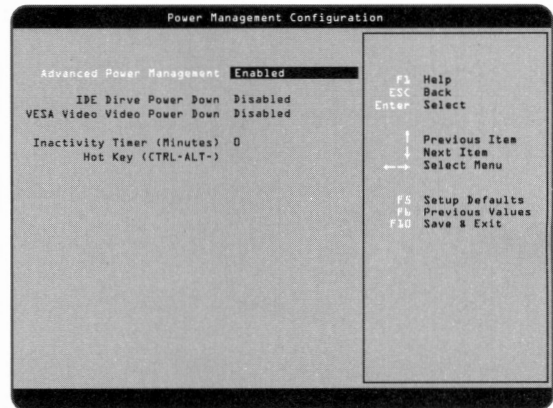 Power Management Configuration
Advanced Power Management Enabled
IDE Dirve Power Down Disabled
VESA Video Video Power Down Disabled
Inactivity Timer (Minutes) 0
Hot Key (CTRL-ALT-)
F1 Help
ESC Back
Enter Select
↑ Previous Item
↓ Next Item
←→ Select Menu
F5 Setup Defaults
F6 Previous Values
F10 Save & Exit